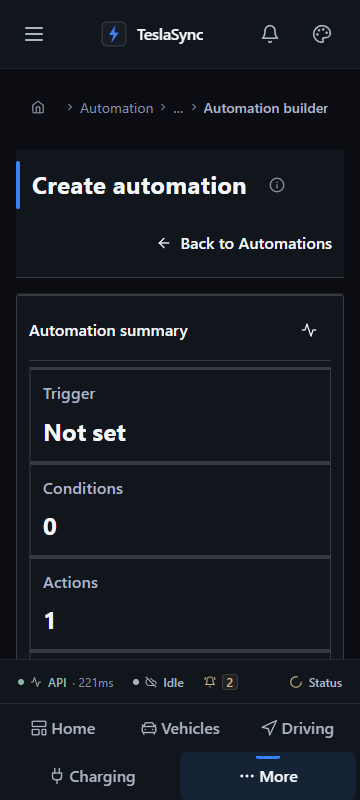 TeslaSync
Automation ... Automation builder
Create automation
Back to Automations
Automation summary
Trigger
Not set
Conditions
0
Actions
1
API · 221ms Idle 2 Status
Home Vehicles Driving
Charging More